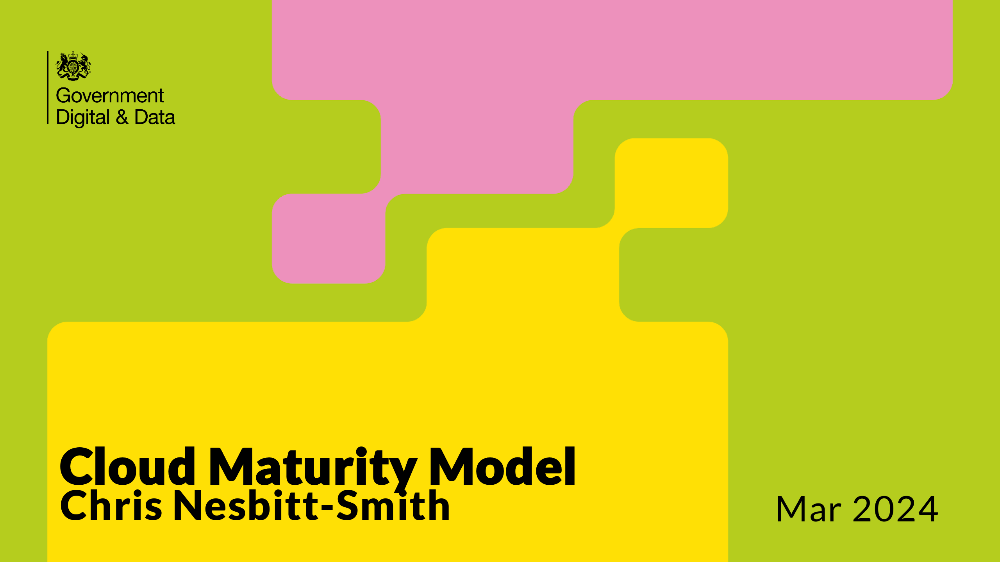 Government
Digital & Data
Cloud Maturity Model
Chris Nesbitt-Smith
Mar 2024